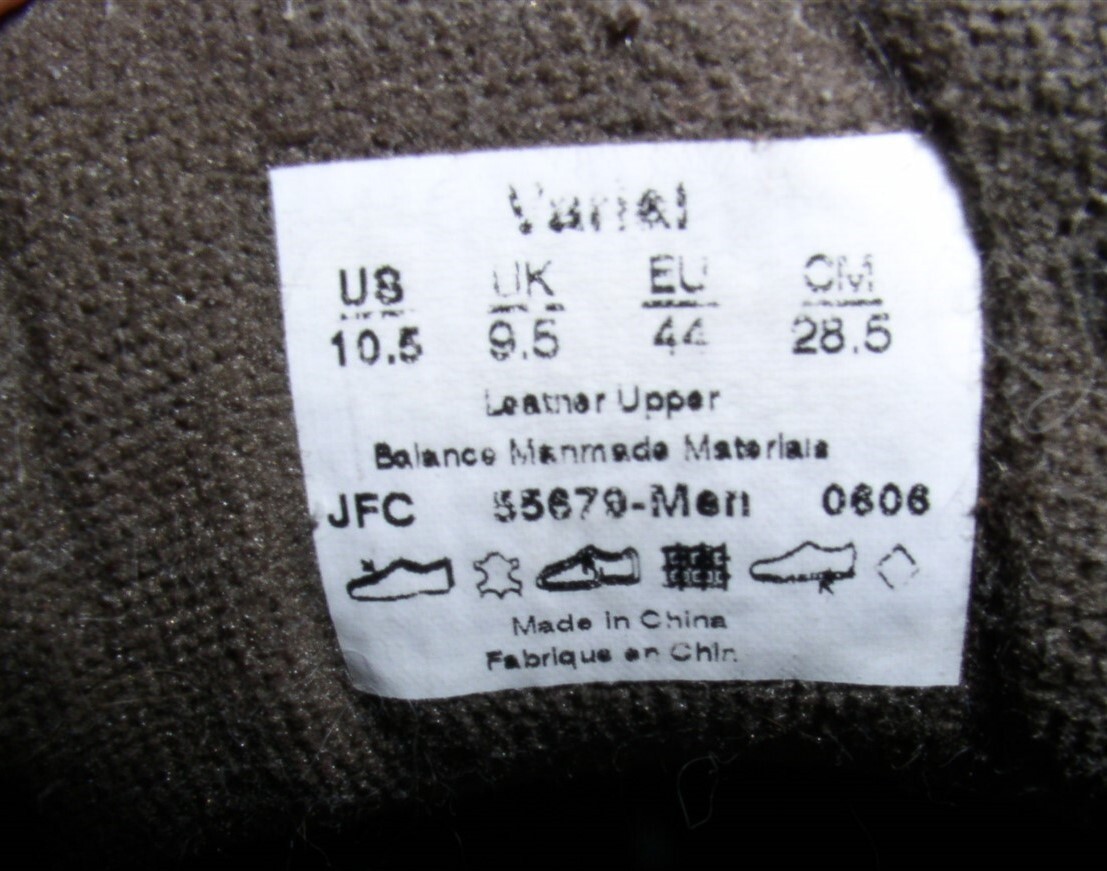 Variel
US UK EU CM
10.5 9.5 44 28.5
Leather Upper
Balance Manmade Materials
JFC 55679-Men 0606
Made in China
Fabrique en Chin